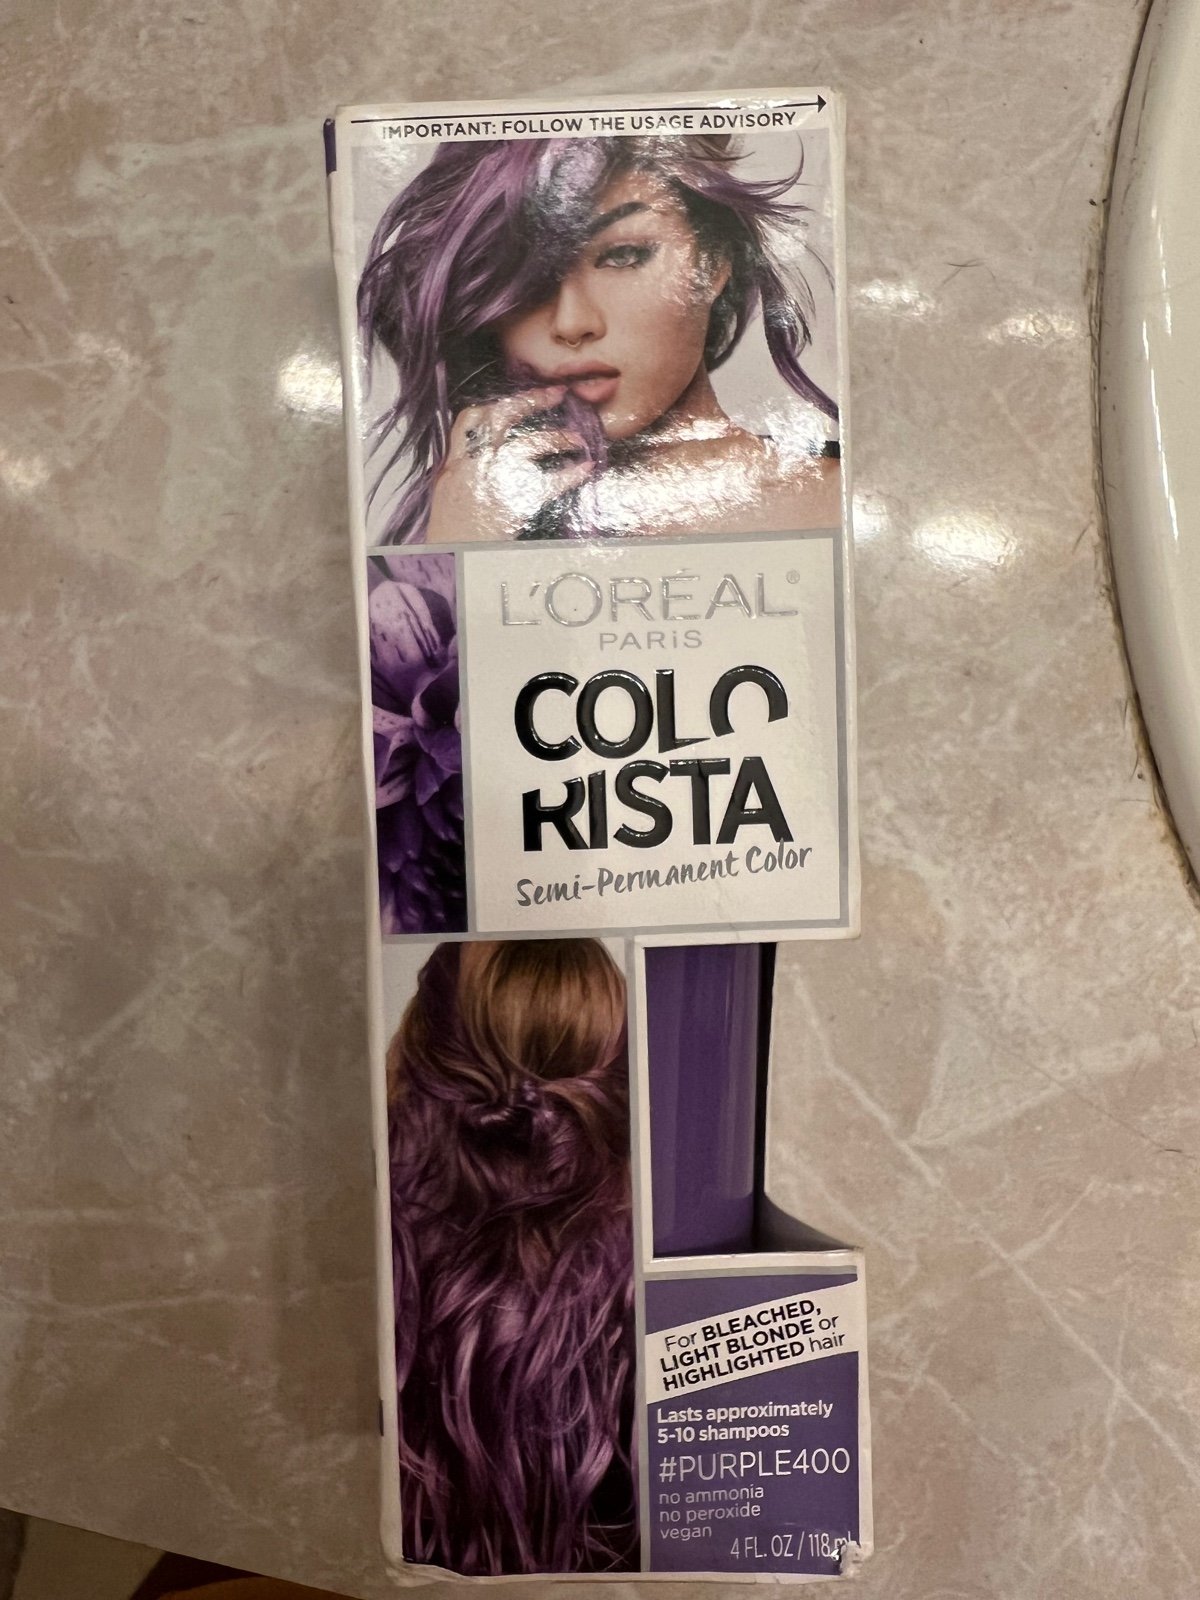 IMPORTANT: FOLLOW THE USAGE ADVISORY
L'ORÉAL®
PARiS
COLO
RISTA
Semi-Permanent Color
For BLEACHED,
LIGHT BLONDE or
HIGHLIGHTED hair
Lasts approximately
5-10 shampoos
#PURPLE400
no ammonia
no peroxide
vegan
4 FL. OZ / 118 ml